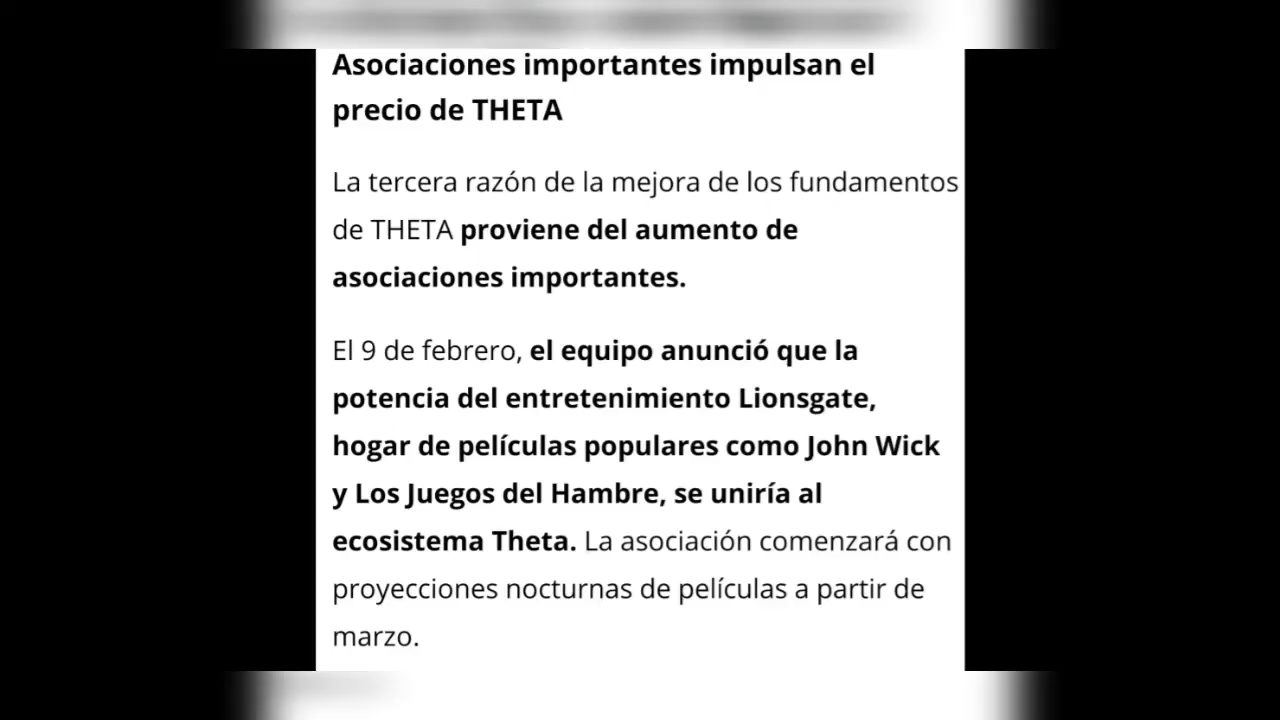 Asociaciones importantes impulsan el
precio de THETA
La tercera razón de la mejora de los fundamentos
de THETA proviene del aumento de
asociaciones importantes.
El 9 de febrero, el equipo anunció que la
potencia del entretenimiento Lionsgate,
hogar de películas populares como John Wick
y Los Juegos del Hambre, se uniría al
ecosistema Theta. La asociación comenzará con
proyecciones nocturnas de películas a partir de
marzo.